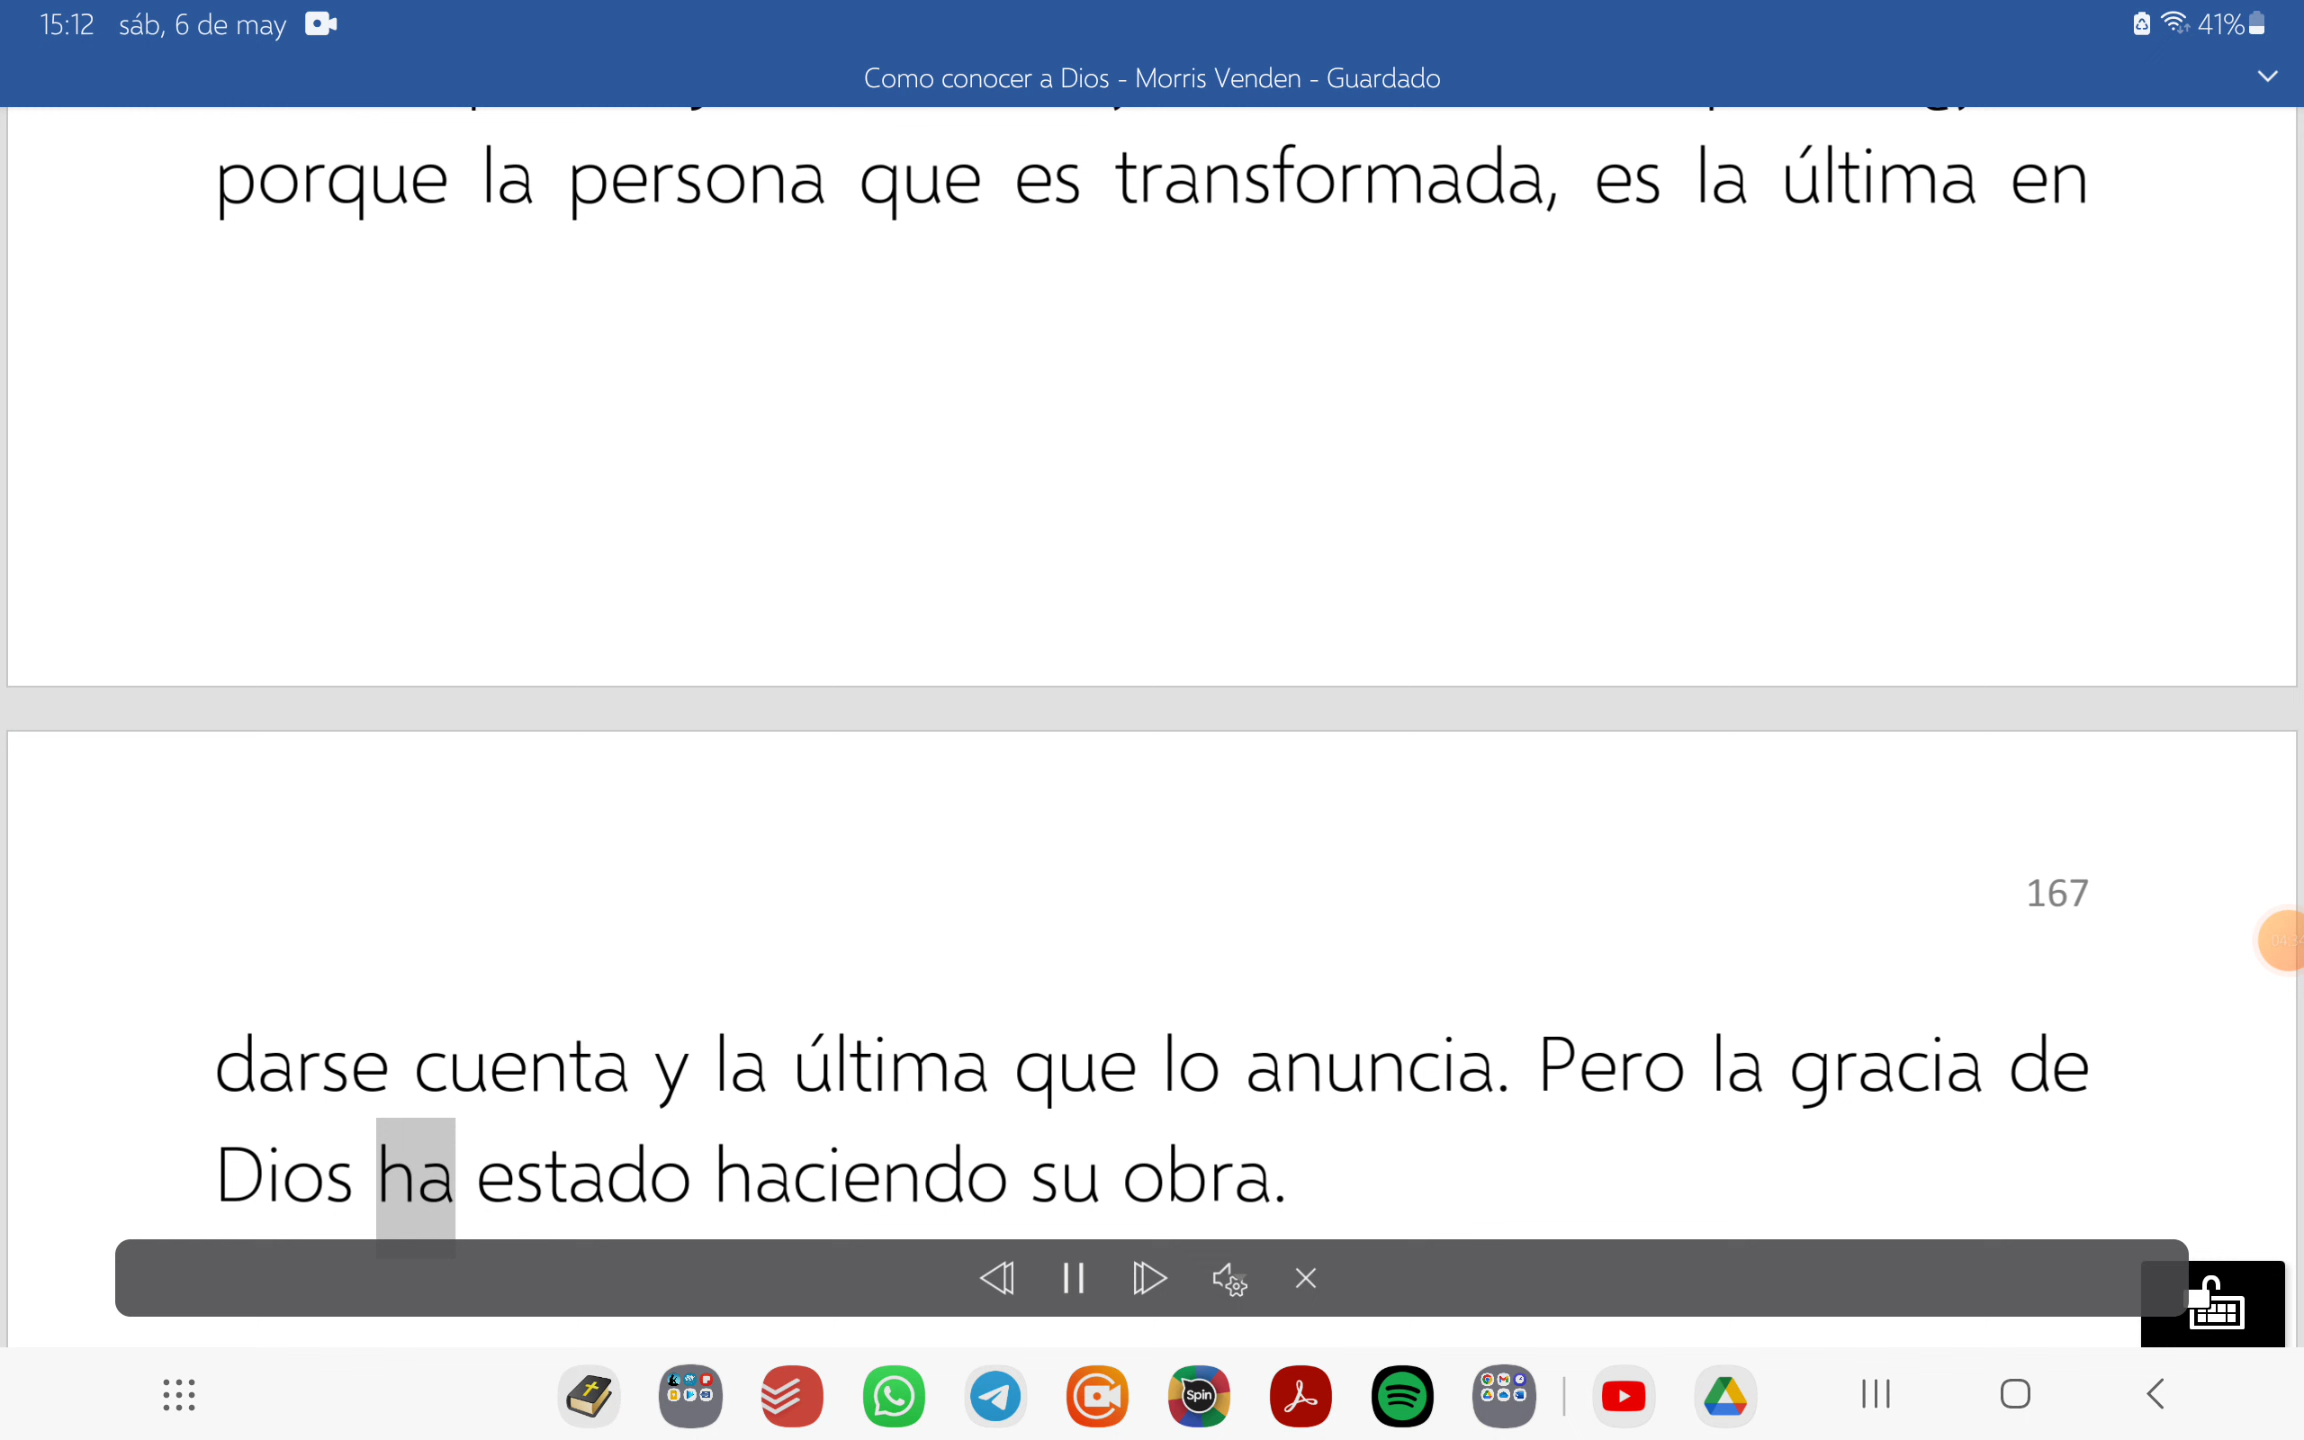 15:12 sáb, 6 de may
41%
Como conocer a Dios - Morris Venden - Guardado
porque la persona que es transformada, es la última en
167
darse cuenta y la última que lo anuncia. Pero la gracia de
Dios ha estado haciendo su obra.
Spin